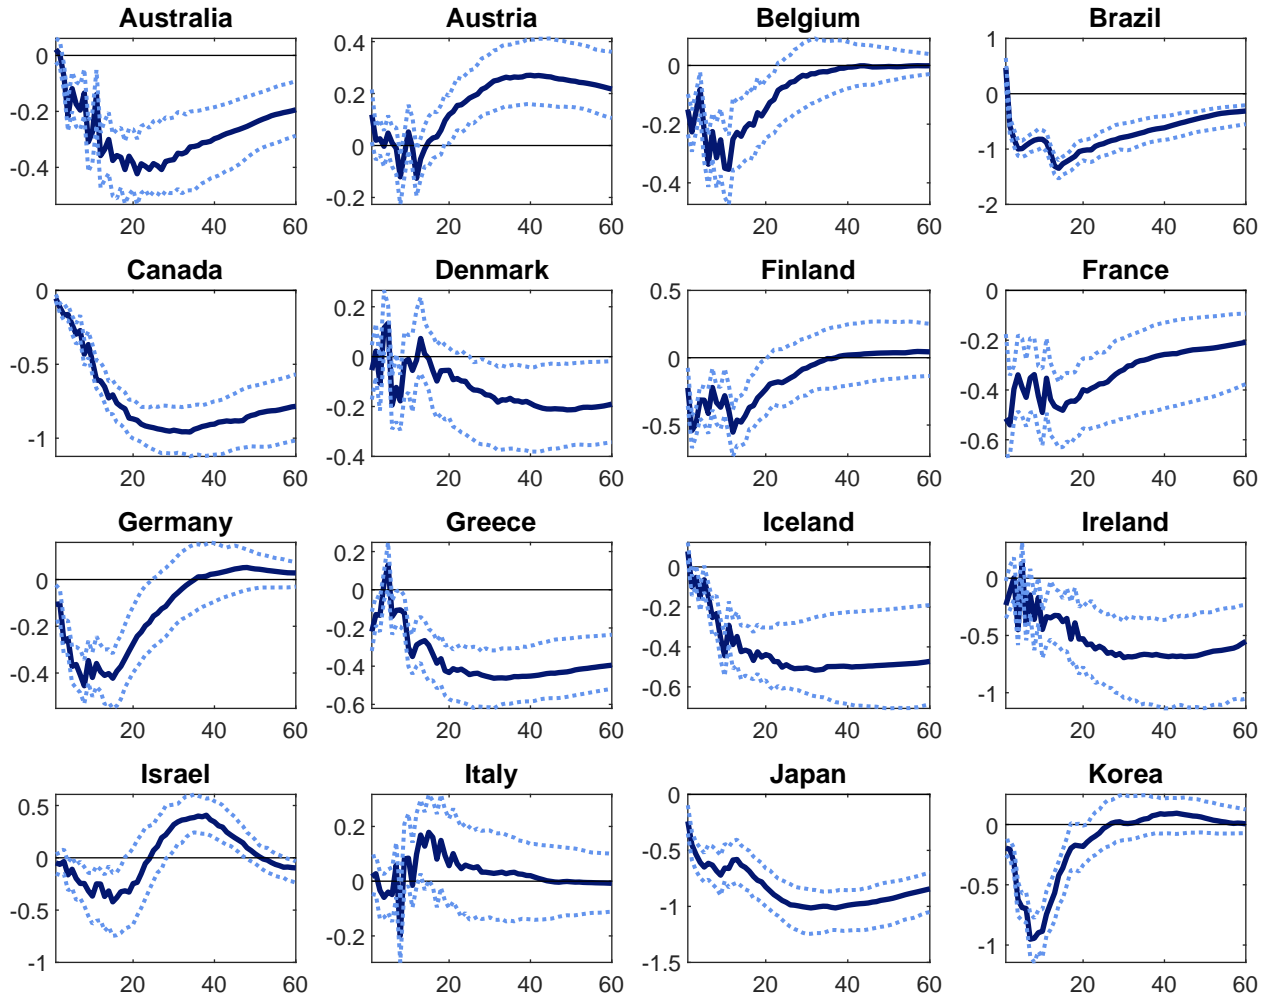 Australia Austria Belgium Brazil
0 -0.2 -0.4 20 40 60
0.4 0.2 0 -0.2 20 40 60
0 -0.2 -0.4 20 40 60
1 0 -1 -2 20 40 60
Canada Denmark Finland France
0 -0.5 -1 20 40 60
0.2 0 -0.2 -0.4 20 40 60
0.5 0 -0.5 20 40 60
0 -0.2 -0.4 -0.6 20 40 60
Germany Greece Iceland Ireland
0 -0.2 -0.4 20 40 60
0.2 0 -0.2 -0.4 -0.6 20 40 60
0 -0.2 -0.4 -0.6 20 40 60
0 -0.5 -1 20 40 60
Israel Italy Japan Korea
0.5 0 -0.5 -1 20 40 60
0.2 0 -0.2 20 40 60
0 -0.5 -1 -1.5 20 40 60
0 -0.5 -1 20 40 60